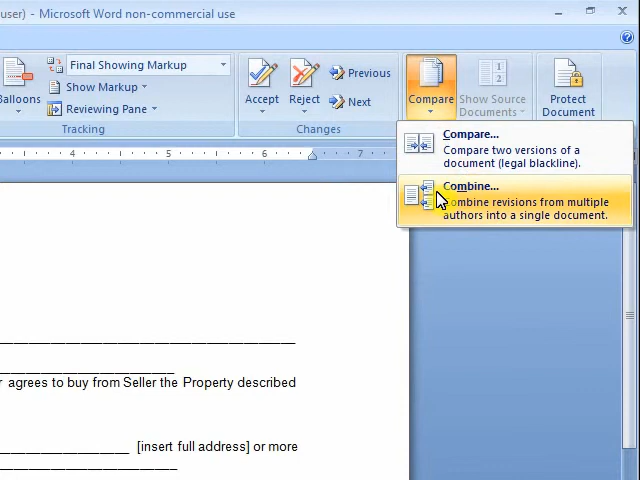 user) - Microsoft Word non-commercial use
Final Showing Markup
Balloons
Show Markup
Reviewing Pane
Tracking
Accept
Reject
Previous
Next
Changes
Compare
Show Source
Documents
Protect
Document
Compare...
Compare two versions of a
document (legal blackline).
Combine...
Combine revisions from multiple
authors into a single document.
4 5 6 7
r agrees to buy from Seller the Property described
[insert full address] or more